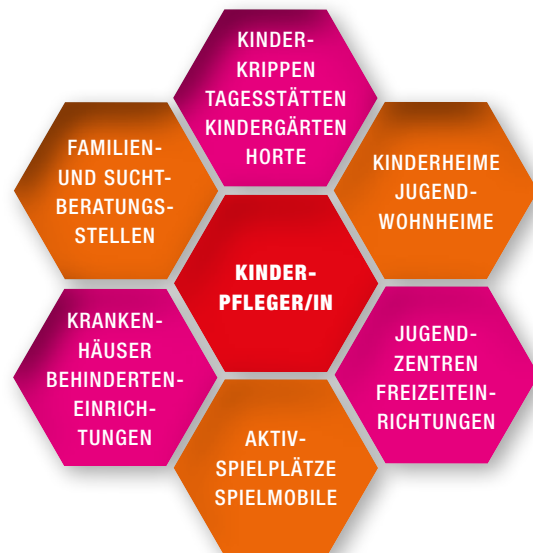 KINDER-
KRIPPEN
TAGESSTÄTTEN
KINDERGÄRTEN
HORTE
FAMILIEN-
UND SUCHT-
BERATUNGS-
STELLEN
KINDERHEIME
JUGEND-
WOHNHEIME
KINDER-
PFLEGER/IN
KRANKEN-
HÄUSER
BEHINDERTEN-
EINRICH-
TUNGEN
JUGEND-
ZENTREN
FREIZEITEIN-
RICHTUNGEN
AKTIV-
SPIELPLÄTZE
SPIELMOBILE